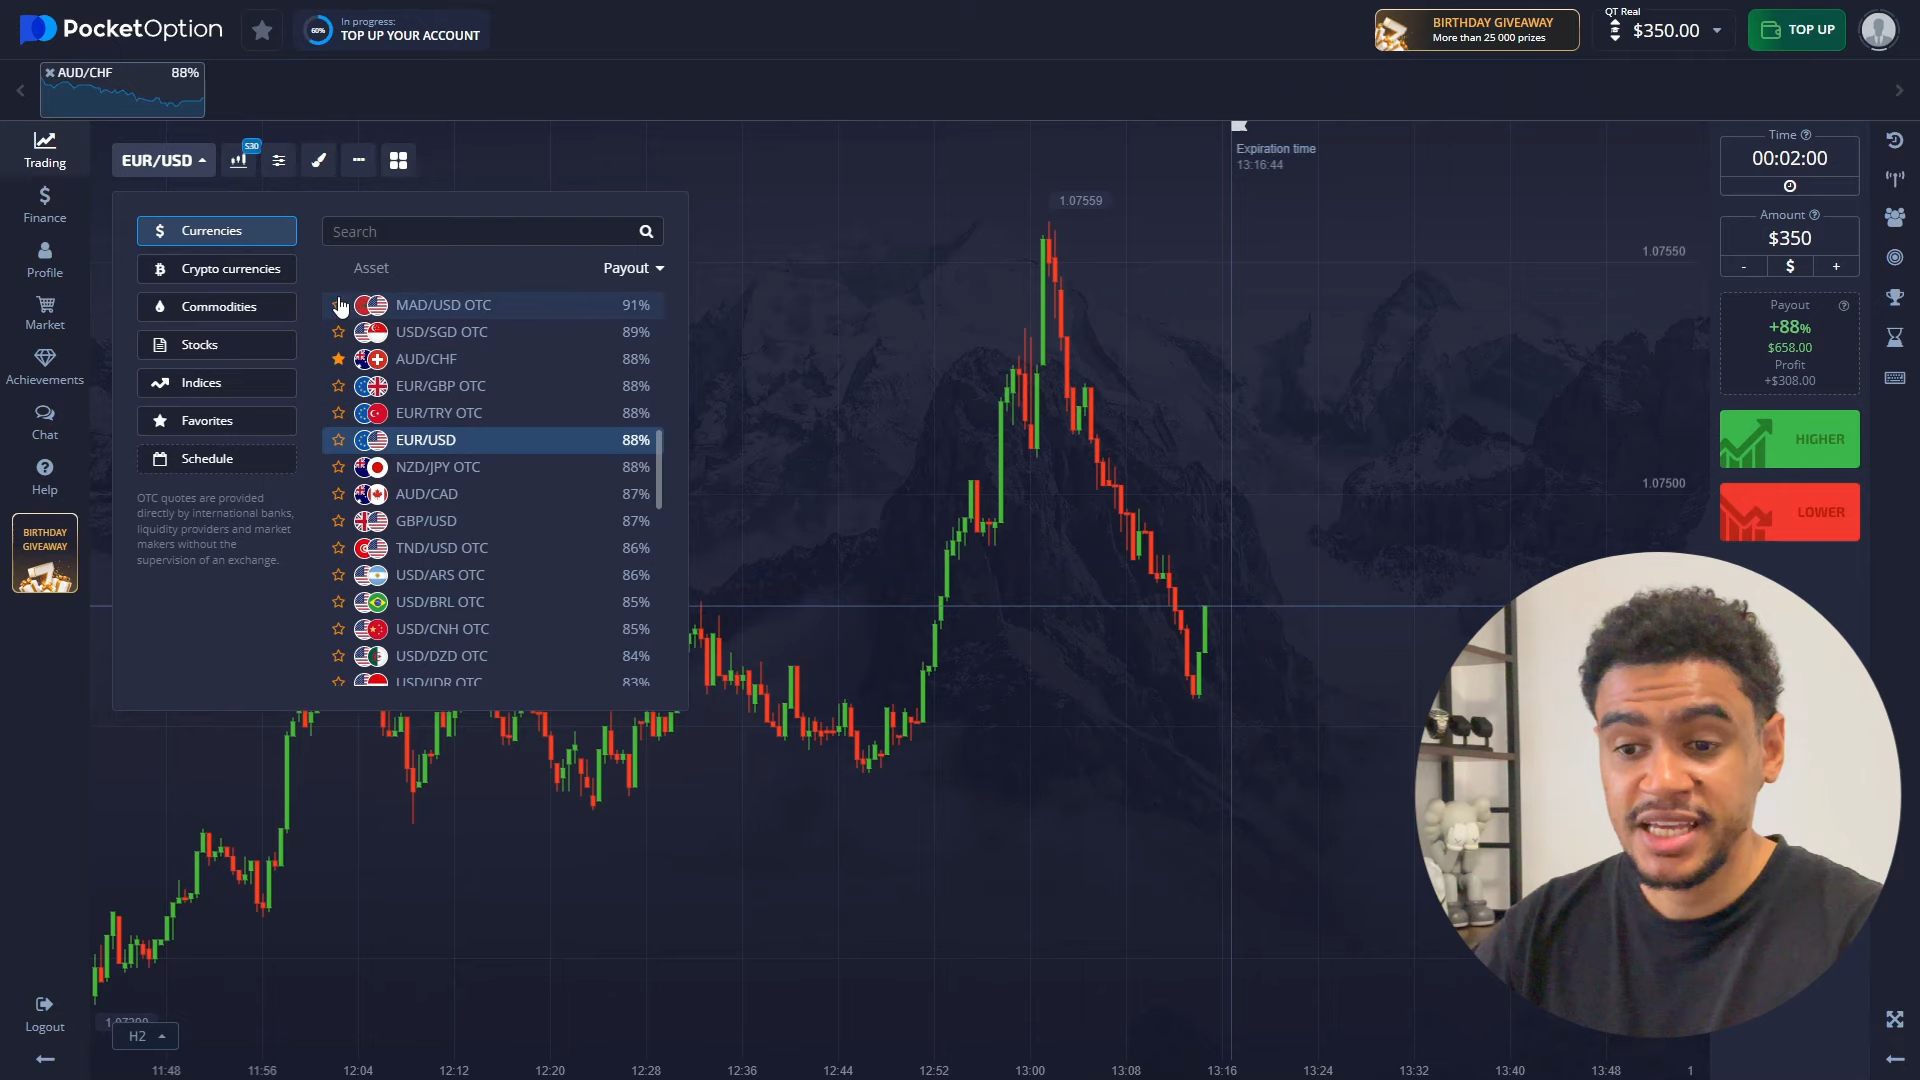 PocketOption
60%
In progress:
TOP UP YOUR ACCOUNT
BIRTHDAY GIVEAWAY
More than 25 000 prizes
QT Real
$350.00
TOP UP
AUD/CHF 88%
Trading
Finance
Profile
Market
Achievements
Chat
Help
BIRTHDAY
GIVEAWAY
Logout
EUR/USD
S30
Currencies
Crypto currencies
Commodities
Stocks
Indices
Favorites
Schedule
OTC quotes are provided
directly by international banks,
liquidity providers and market
makers without the
supervision of an exchange.
Search
Asset Payout
MAD/USD OTC 91%
USD/SGD OTC 89%
AUD/CHF 88%
EUR/GBP OTC 88%
EUR/TRY OTC 88%
EUR/USD 88%
NZD/JPY OTC 88%
AUD/CAD 87%
GBP/USD 87%
TND/USD OTC 86%
USD/ARS OTC 86%
USD/BRL OTC 85%
USD/CNH OTC 85%
USD/DZD OTC 84%
USD/IDR OTC 83%
Expiration time
13:16:44
1.07559
1.07550
1.07500
H2
11:48 11:56 12:04 12:12 12:20 12:28 12:36 12:44 12:52 13:00 13:08 13:16 13:24 13:32 13:40 13:48 1
Time
00:02:00
Amount
$350
- $ +
Payout
+88%
$658.00
Profit
+$308.00
HIGHER
LOWER